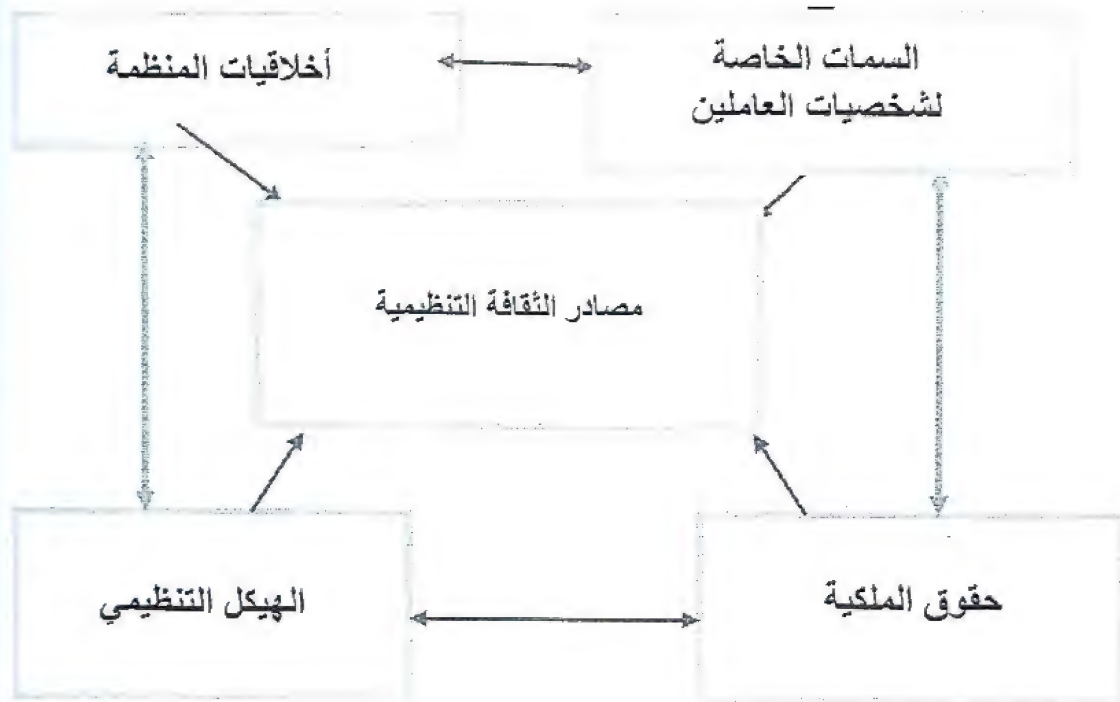 السمات الخاصة
لشخصيات العاملين
أخلاقيات المنظمة
مصادر الثقافة التنظيمية
حقوق الملكية
الهيكل التنظيمي